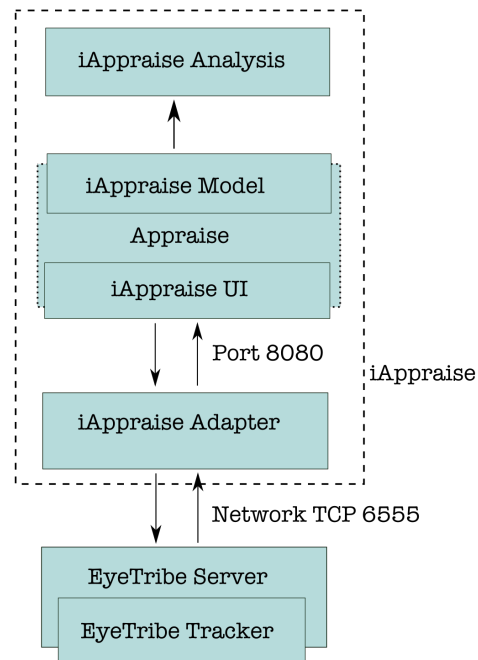 iAppraise Analysis
iAppraise Model
Appraise
iAppraise UI
Port 8080
iAppraise
iAppraise Adapter
Network TCP 6555
EyeTribe Server
EyeTribe Tracker